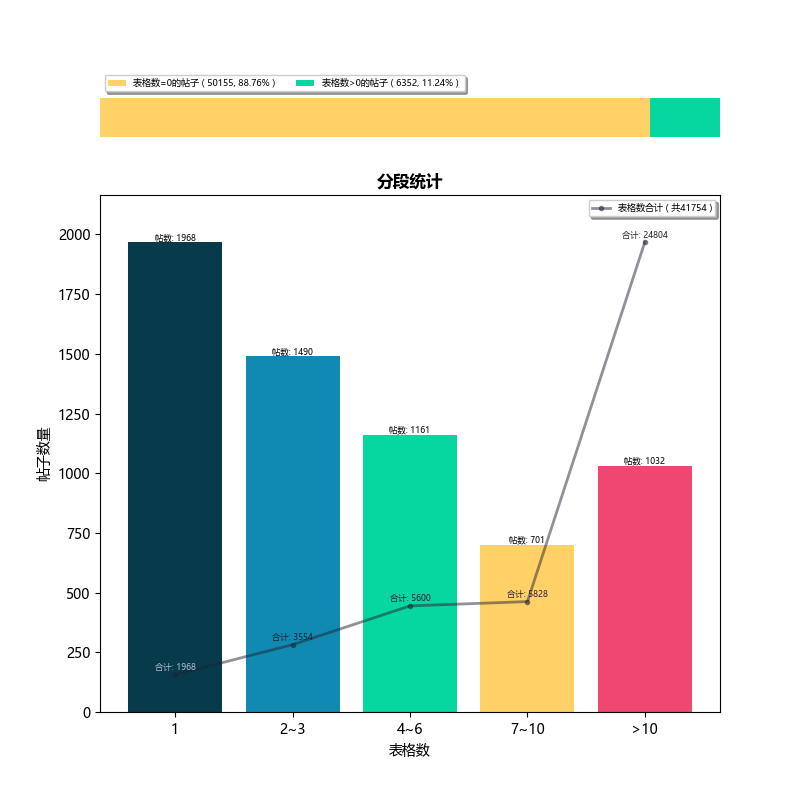 表格数=0的帖子 ( 50155, 88.76% )
表格数>0的帖子 ( 6352, 11.24% )
分段统计
表格数合计 ( 共41754 )
帖子数量
2000
1750
1500
1250
1000
750
500
250
0
帖数: 1968
帖数: 1490
帖数: 1161
帖数: 701
帖数: 1032
合计: 1968
合计: 3554
合计: 5600
合计: 5828
合计: 24804
1
2~3
4~6
7~10
>10
表格数